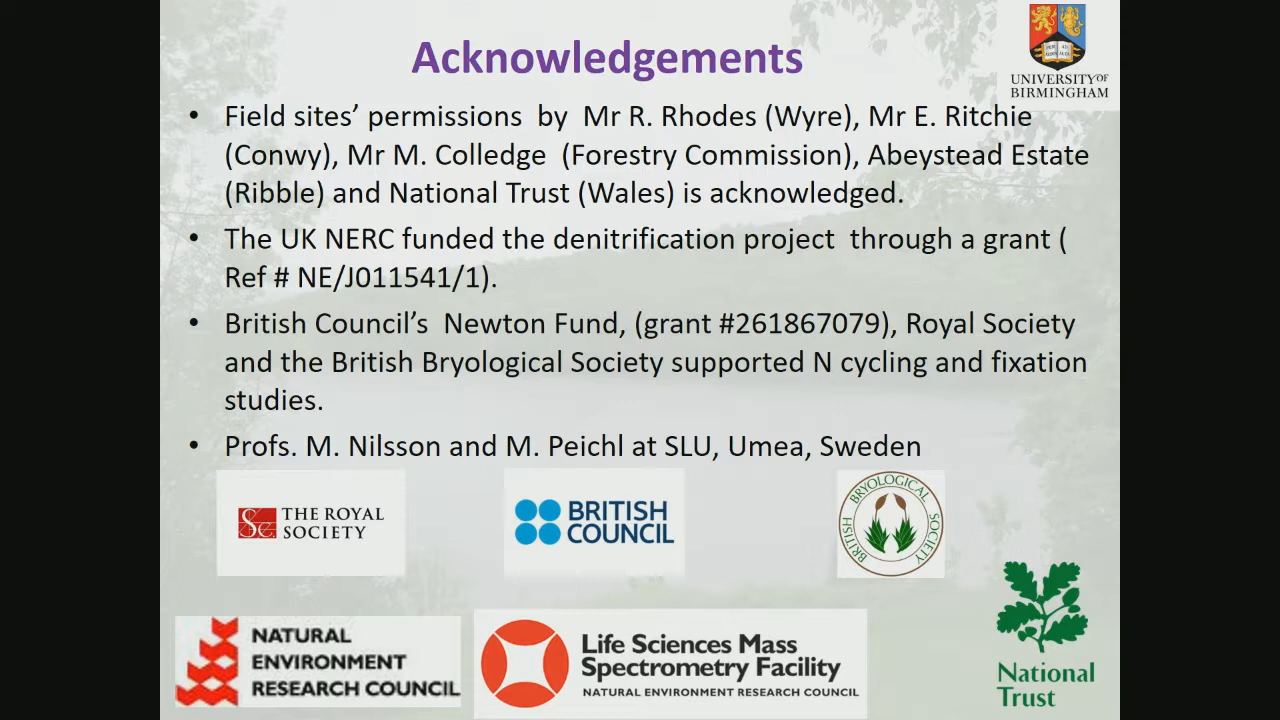 Acknowledgements
UNIVERSITY OF
BIRMINGHAM
• Field sites’ permissions by Mr R. Rhodes (Wyre), Mr E. Ritchie
(Conwy), Mr M. Colledge (Forestry Commission), Abeystead Estate
(Ribble) and National Trust (Wales) is acknowledged.
• The UK NERC funded the denitrification project through a grant (
Ref # NE/J011541/1).
• British Council’s Newton Fund, (grant #261867079), Royal Society
and the British Bryological Society supported N cycling and fixation
studies.
• Profs. M. Nilsson and M. Peichl at SLU, Umea, Sweden
THE ROYAL
SOCIETY
BRITISH
COUNCIL
BRITISH BRYOLOGICAL SOCIETY
NATURAL
ENVIRONMENT
RESEARCH COUNCIL
Life Sciences Mass
Spectrometry Facility
NATURAL ENVIRONMENT RESEARCH COUNCIL
National
Trust